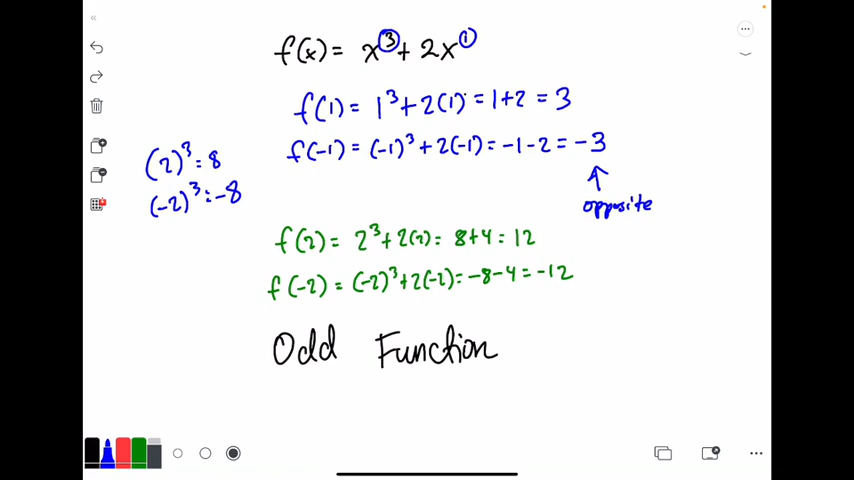 f(x) = x³ + 2x¹
f(1) = 1³ + 2(1) = 1 + 2 = 3
f(-1) = (-1)³ + 2(-1) = -1 - 2 = -3
(2)³ = 8
(-2)³ = -8
opposite
f(2) = 2³ + 2(2) = 8 + 4 = 12
f(-2) = (-2)³ + 2(-2) = -8 - 4 = -12
Odd Function